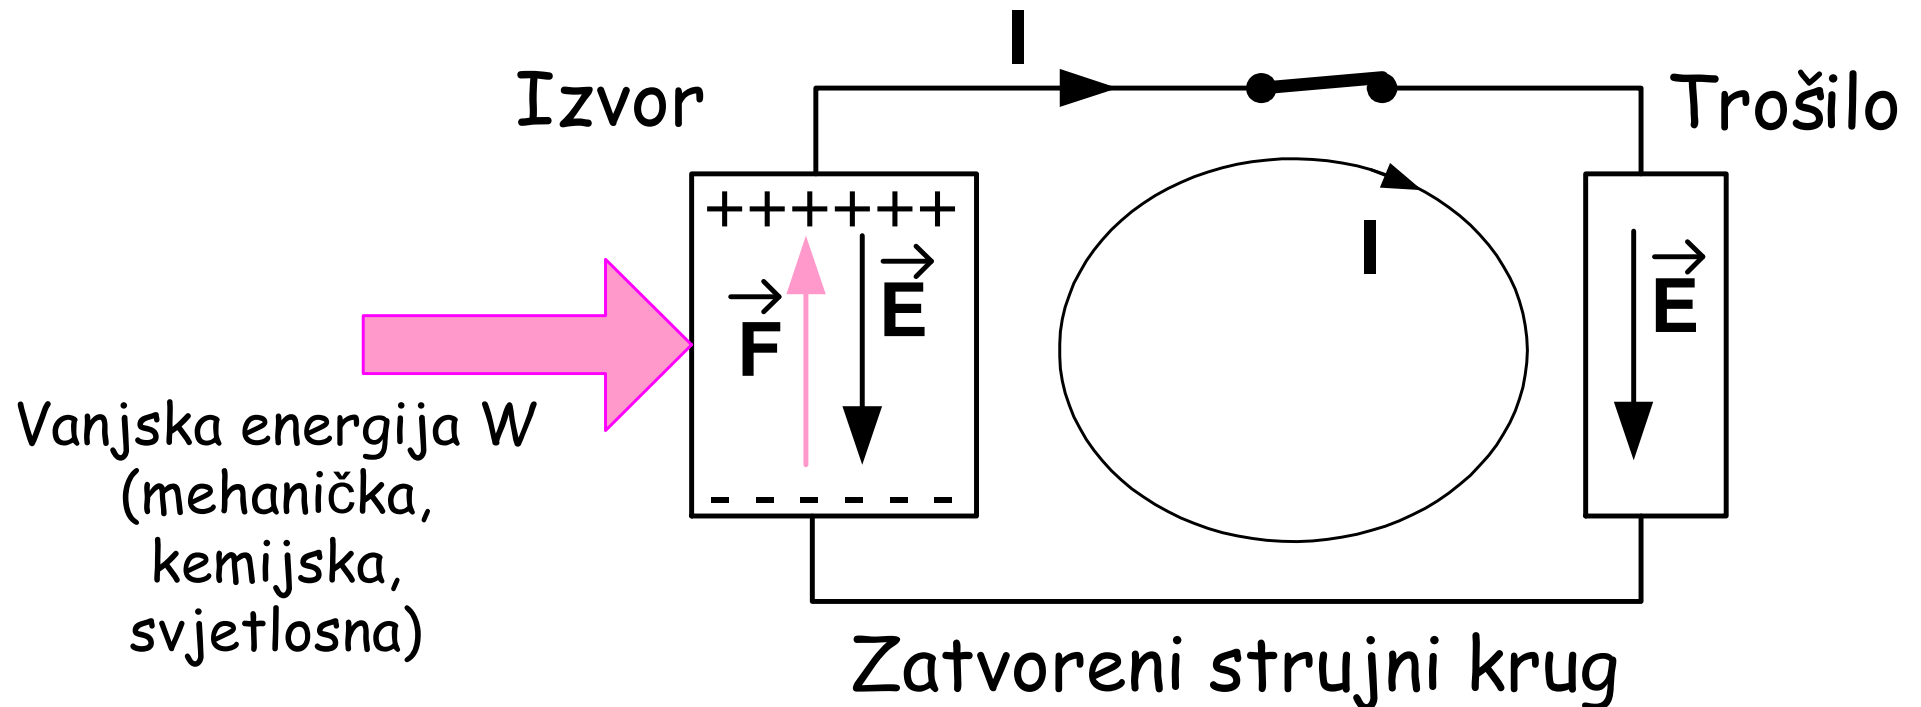 I
Izvor
Trošilo
++++++
I
F
E
E
Vanjska energija W
(mehanička,
kemijska,
svjetlosna)
- - - - - -
Zatvoreni strujni krug